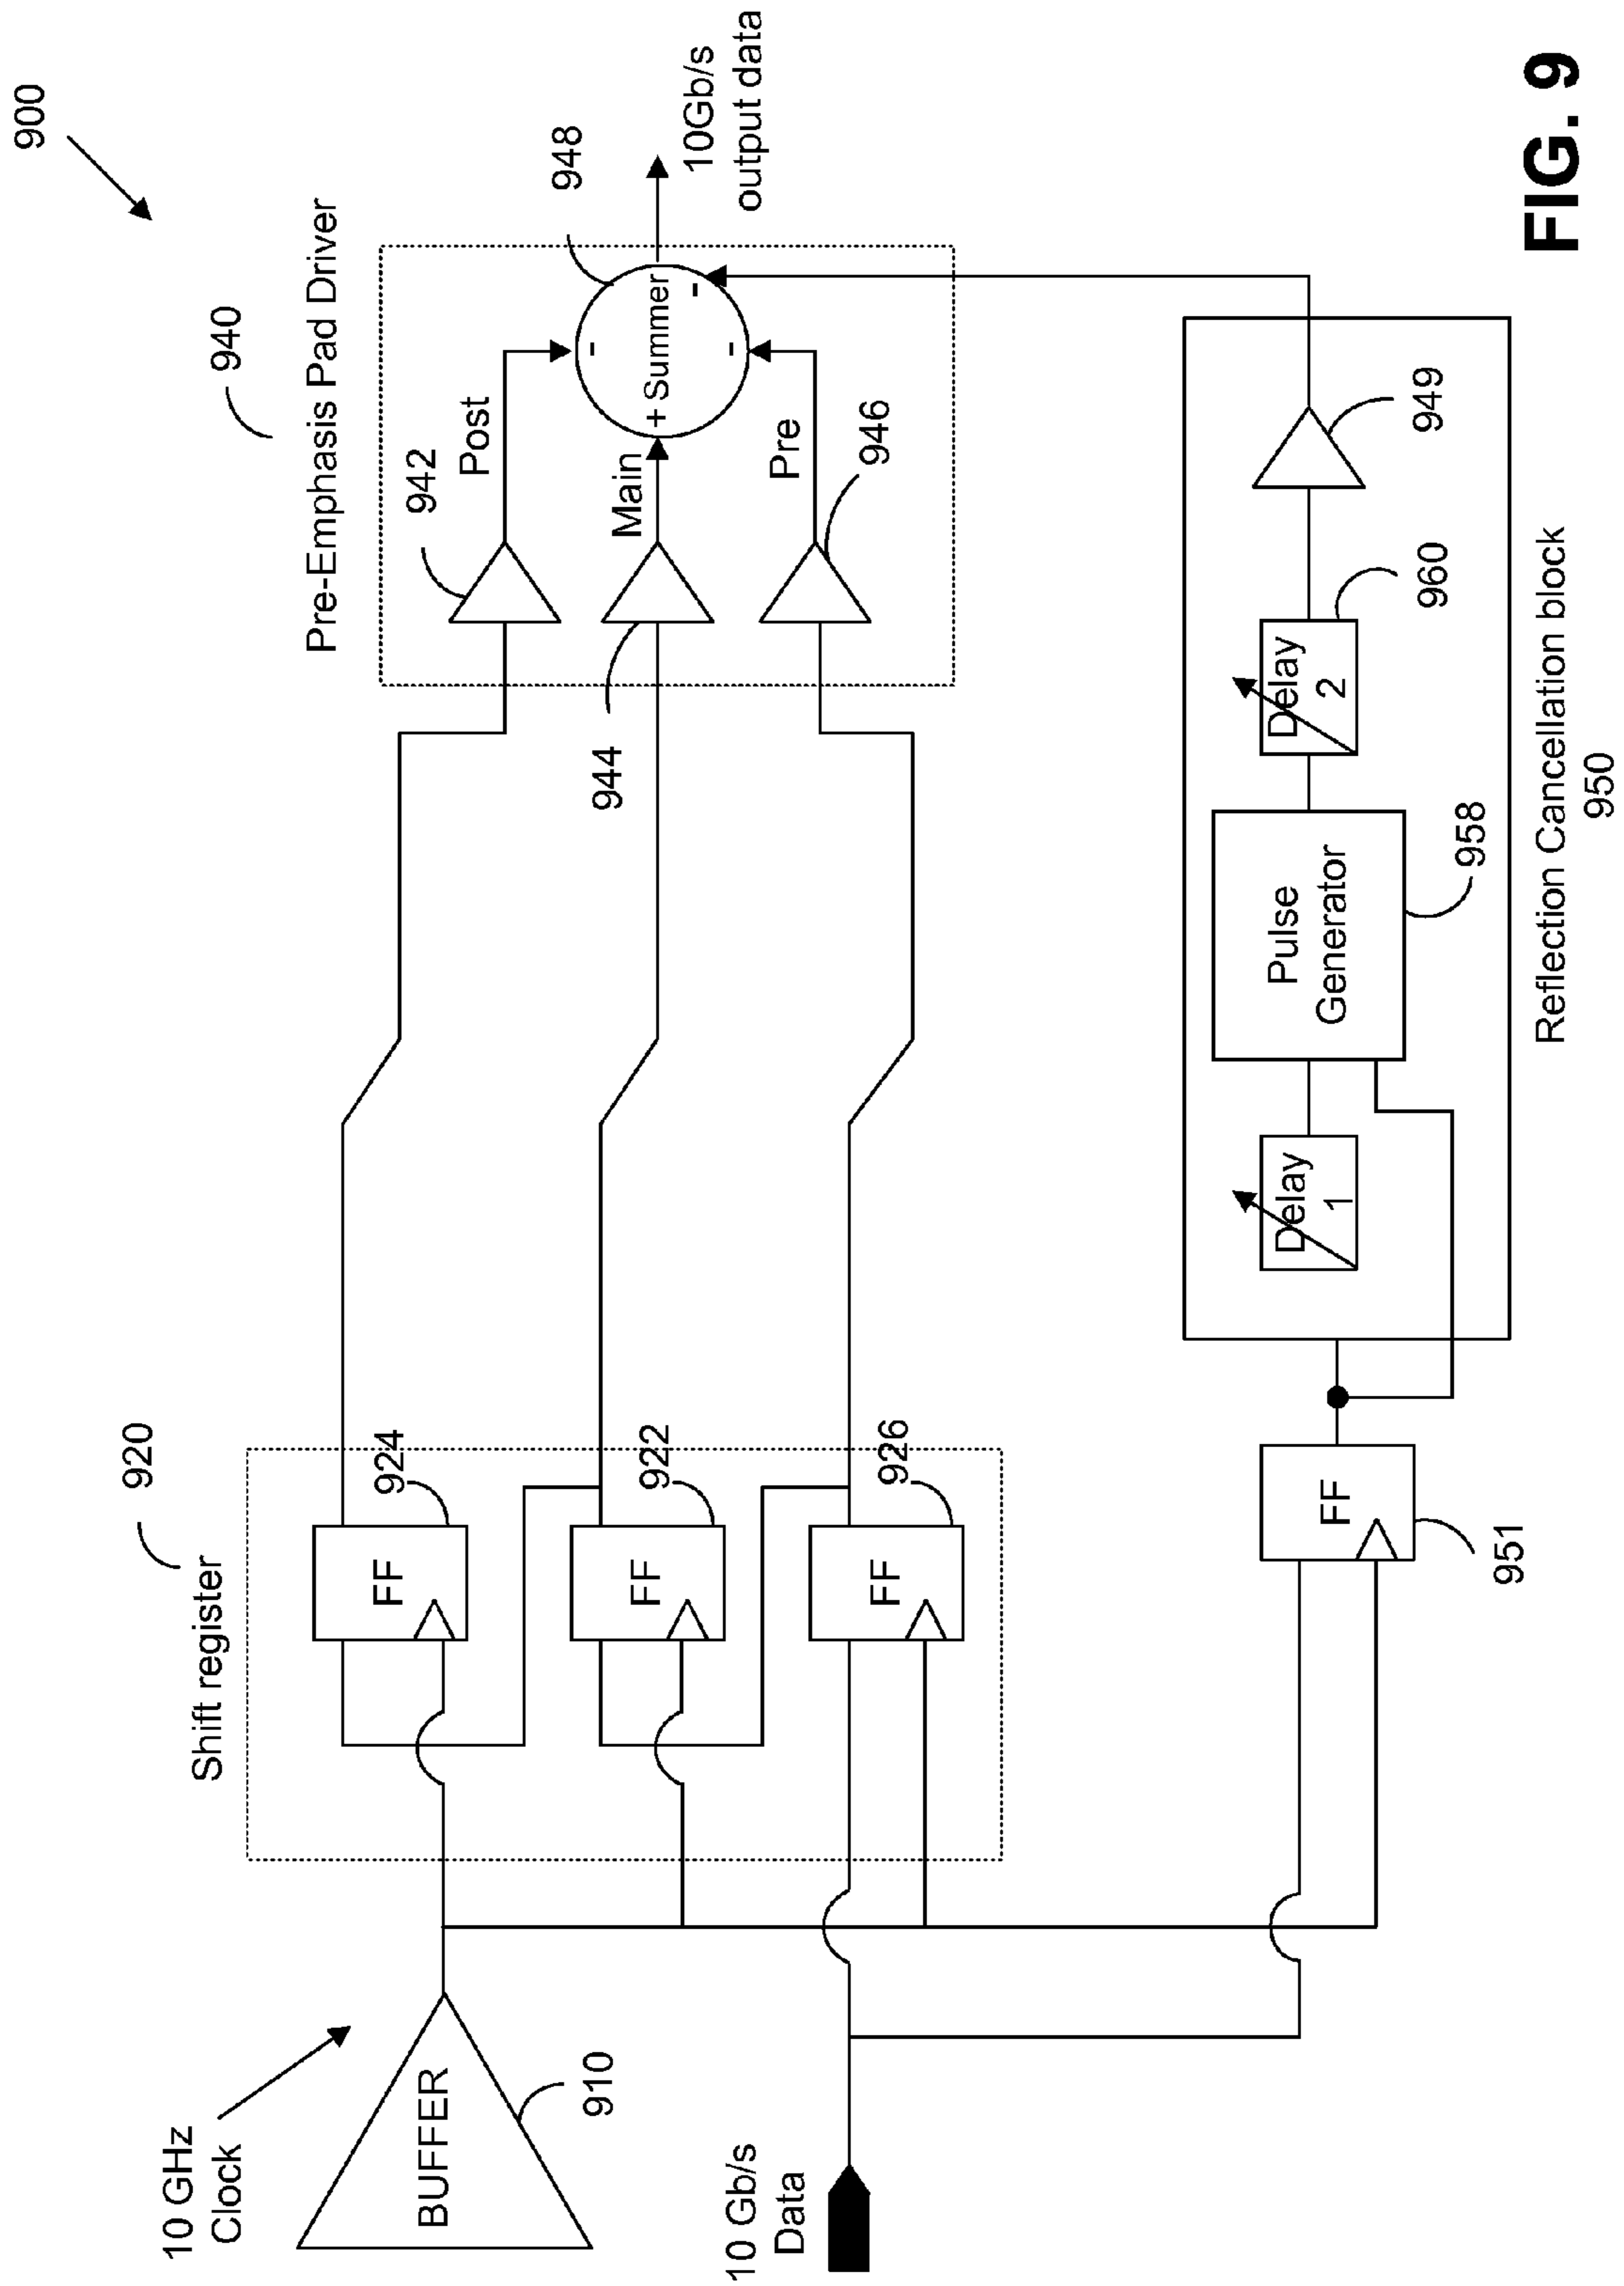 900
940
Pre-Emphasis Pad Driver
948
10Gb/s
output data
942
Post
+ Summer
-
-
-
Main
944
Pre
946
920
Shift register
FF
924
FF
922
FF
926
10 GHz
Clock
BUFFER
910
10 Gb/s
Data
FF
951
Delay
1
Pulse
Generator
958
Delay
2
960
949
Reflection Cancellation block
950
FIG. 9